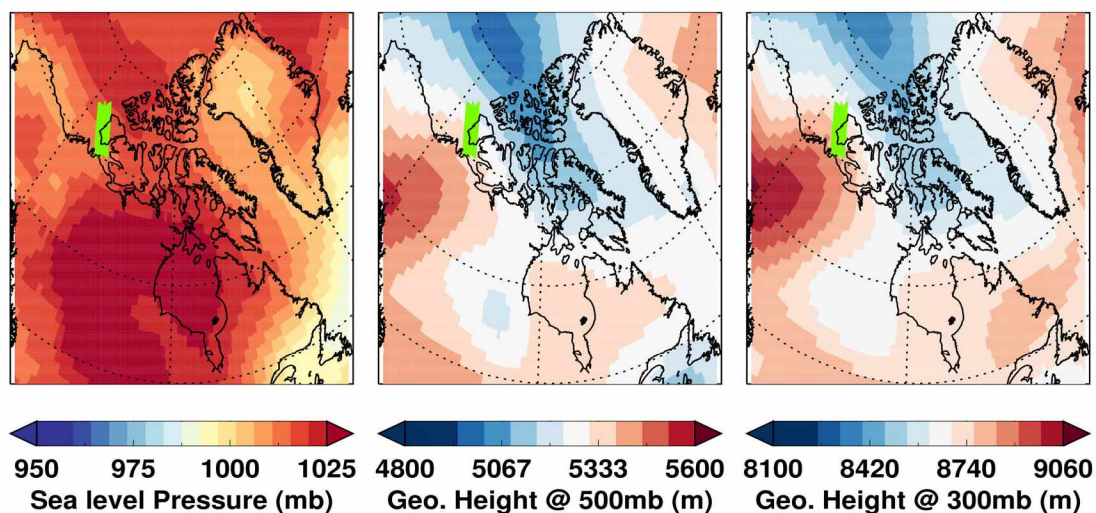 950 975 1000 1025
Sea level Pressure (mb)
4800 5067 5333 5600
Geo. Height @ 500mb (m)
8100 8420 8740 9060
Geo. Height @ 300mb (m)